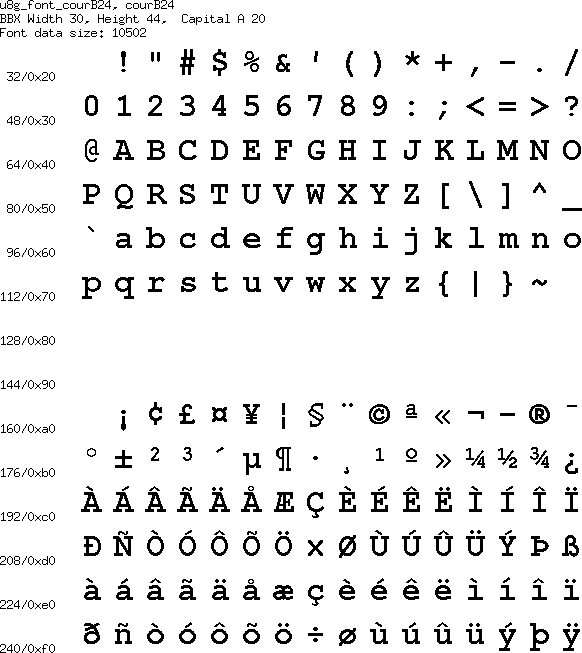 u8g_font_courB24, courB24
BBX Width 30, Height 44,  Capital A 20
Font data size: 10502
32/0x20 ! " # $ % & ' ( ) * + , - . /
48/0x30 0 1 2 3 4 5 6 7 8 9 : ; < = > ?
64/0x40 @ A B C D E F G H I J K L M N O
80/0x50 P Q R S T U V W X Y Z [ \ ] ^ _
96/0x60 ` a b c d e f g h i j k l m n o
112/0x70 p q r s t u v w x y z { | } ~
128/0x80
144/0x90
160/0xa0 ¡ ¢ £ ¤ ¥ ¦ § ¨ © ª « ¬ - ® ¯
176/0xb0 ° ± ² ³ ´ µ ¶ · ¸ ¹ º » ¼ ½ ¾ ¿
192/0xc0 À Á Â Ã Ä Å Æ Ç È É Ê Ë Ì Í Î Ï
208/0xd0 Ð Ñ Ò Ó Ô Õ Ö × Ø Ù Ú Û Ü Ý Þ ß
224/0xe0 à á â ã ä å æ ç è é ê ë ì í î ï
240/0xf0 ð ñ ò ó ô õ ö ÷ ø ù ú û ü ý þ ÿ